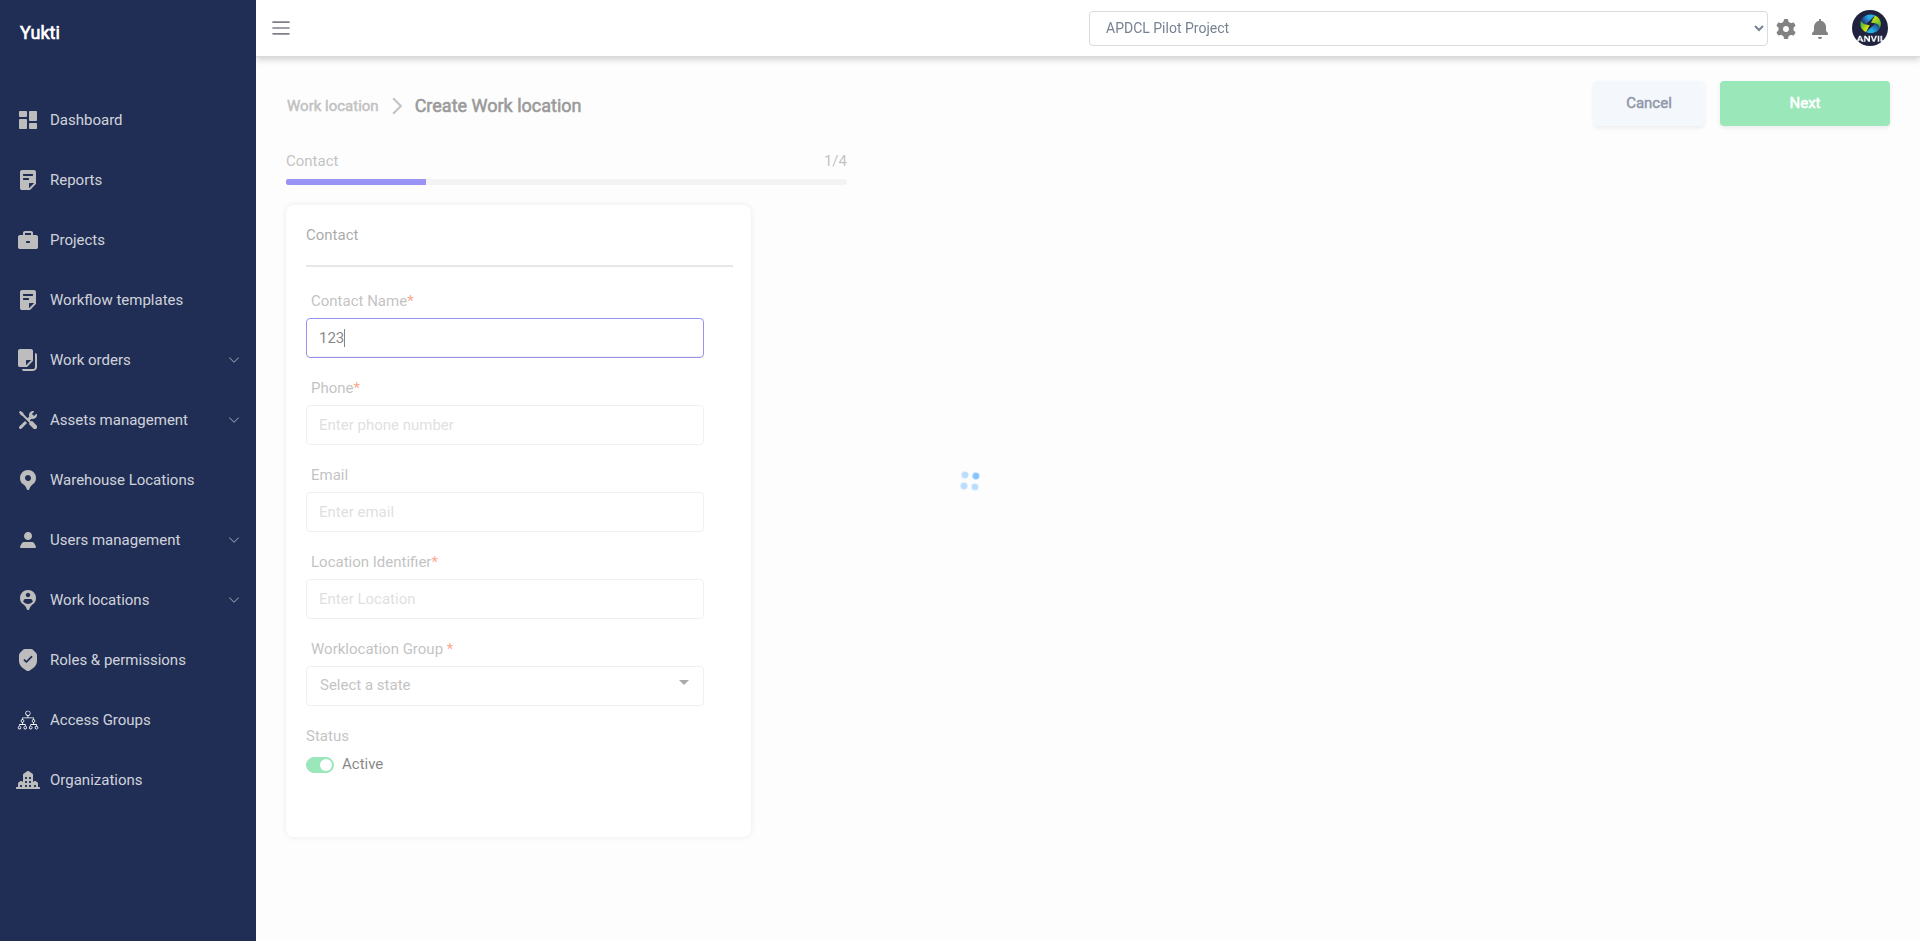 Yukti
Dashboard
Reports
Projects
Workflow templates
Work orders
Assets management
Warehouse Locations
Users management
Work locations
Roles & permissions
Access Groups
Organizations
APDCL Pilot Project
ANVIL
Work location
Create Work location
Cancel
Next
Contact
1/4
Contact
Contact Name*
123
Phone*
Enter phone number
Email
Enter email
Location Identifier*
Enter Location
Worklocation Group *
Select a state
Status
Active